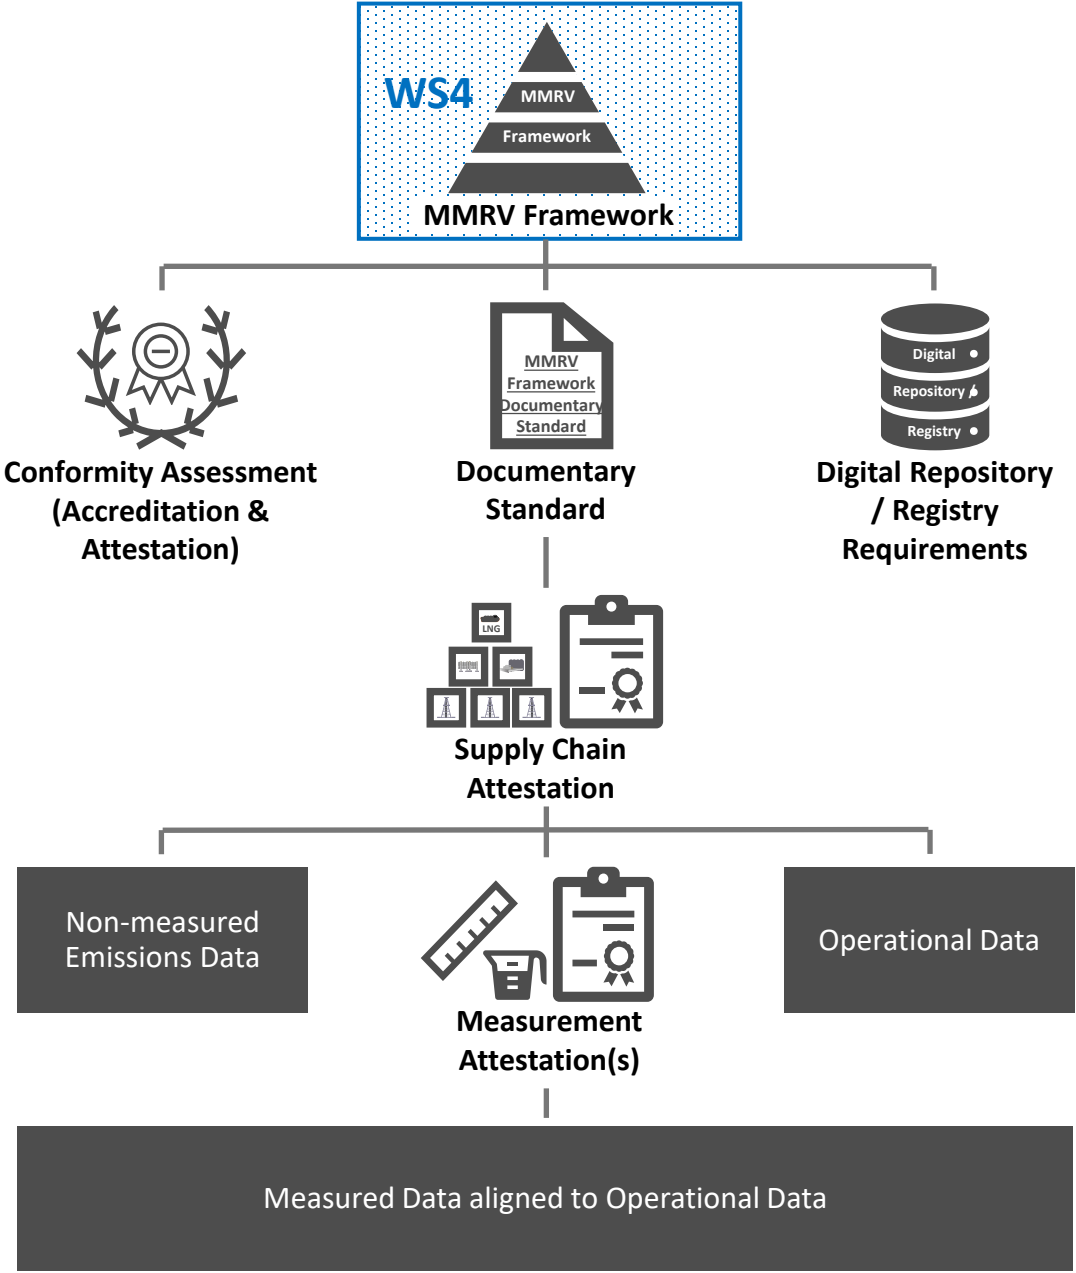 WS4
MMRV
Framework
MMRV Framework
MMRV
Framework
Documentary
Standard
Digital
Repository /
Registry
Conformity Assessment
(Accreditation &
Attestation)
Documentary
Standard
Digital Repository
/ Registry
Requirements
LNG
Supply Chain
Attestation
Non-measured
Emissions Data
Operational Data
Measurement
Attestation(s)
Measured Data aligned to Operational Data